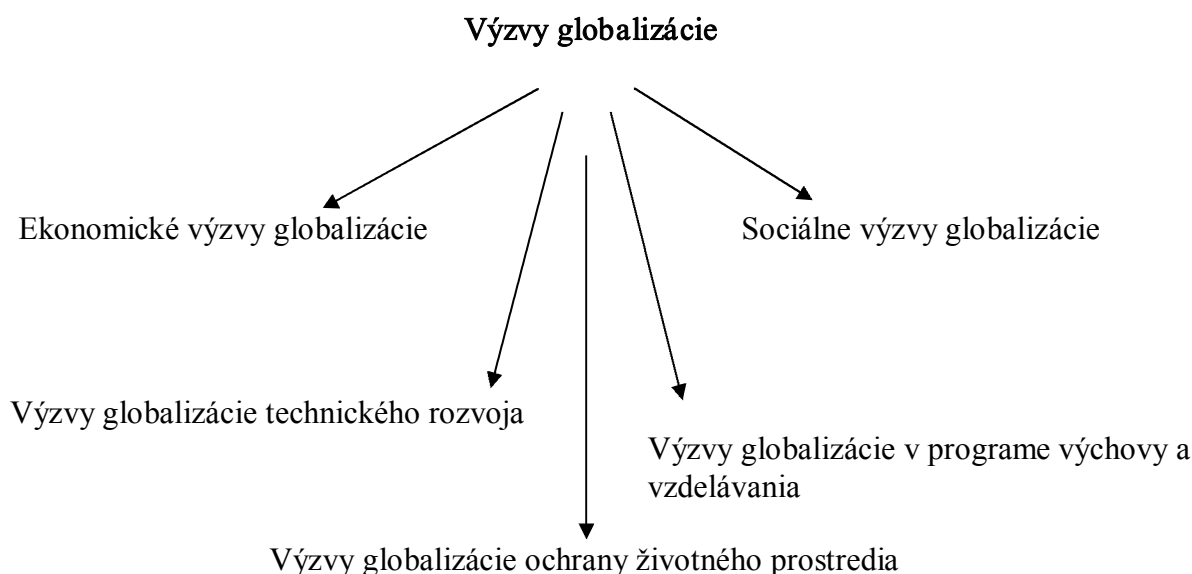 Výzvy globalizácie
Ekonomické výzvy globalizácie
Sociálne výzvy globalizácie
Výzvy globalizácie technického rozvoja
Výzvy globalizácie v programe výchovy a
vzdelávania
Výzvy globalizácie ochrany životného prostredia